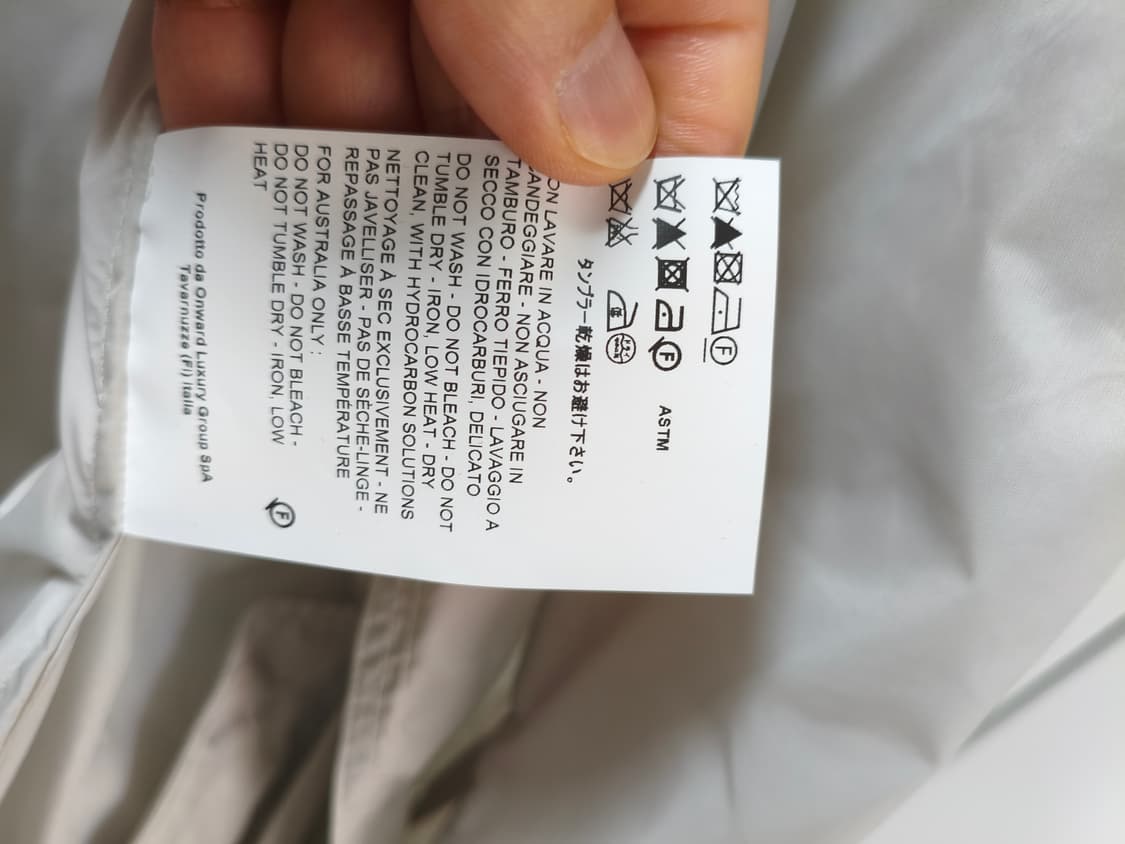 F
F ASTM
タンブラー乾燥はお避け下さい。
LAVARE IN ACQUA - NON
CANDEGGIARE - NON ASCIUGARE IN
TAMBURO - FERRO TIEPIDO - LAVAGGIO A
SECCO CON IDROCARBURI, DELICATO
DO NOT WASH - DO NOT BLEACH - DO NOT
TUMBLE DRY - IRON, LOW HEAT - DRY
CLEAN, WITH HYDROCARBON SOLUTIONS
NETTOYAGE À SEC EXCLUSIVEMENT - NE
PAS JAVELLISER - PAS DE SÈCHE-LINGE -
REPASSAGE À BASSE TEMPÉRATURE
FOR AUSTRALIA ONLY :
DO NOT WASH - DO NOT BLEACH -
DO NOT TUMBLE DRY - IRON, LOW
HEAT
F
Prodotto da Onward Luxury Group SpA
Tavarnuzze (FI) Italia